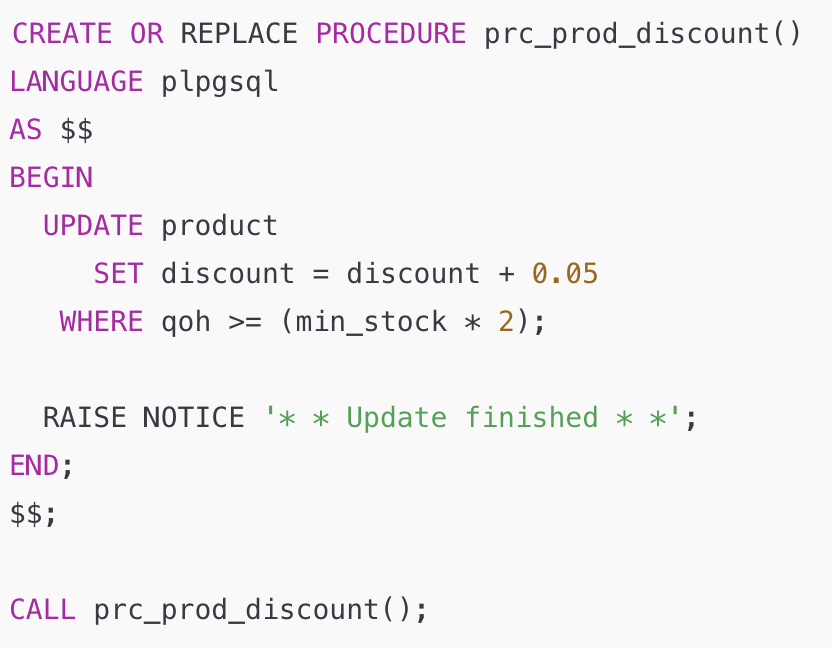 CREATE OR REPLACE PROCEDURE prc_prod_discount()
LANGUAGE plpgsql
AS $$
BEGIN
  UPDATE product
     SET discount = discount + 0.05
   WHERE qoh >= (min_stock * 2);

  RAISE NOTICE '* * Update finished * *';
END;
$$;

CALL prc_prod_discount();